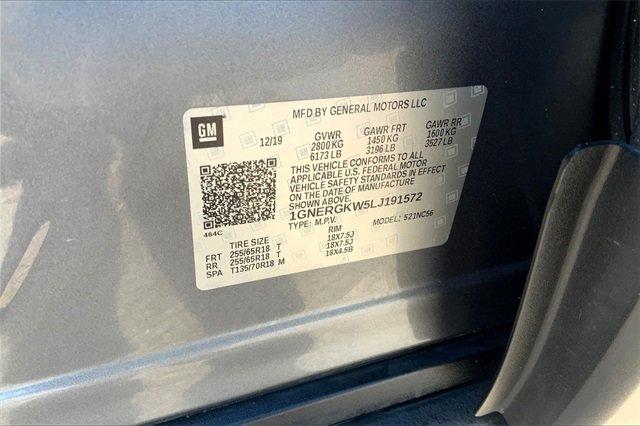 MFD BY GENERAL MOTORS LLC
GM
12/19 GVWR GAWR FRT GAWR RR
2800 KG 1450 KG 1600 KG
6173 LB 3196 LB 3527 LB
THIS VEHICLE CONFORMS TO ALL
APPLICABLE U.S. FEDERAL MOTOR
VEHICLE SAFETY STANDARDS IN EFFECT
ON THE DATE OF MANUFACTURE SHOWN ABOVE.
1GNERGKW5LJ191572
TYPE: M.P.V. MODEL: 521NC56
464C
TIRE SIZE RIM
FRT 255/65R18 T 18X7.5J
RR 255/65R18 T 18X7.5J
SPA T135/70R18 M 18X4.5B